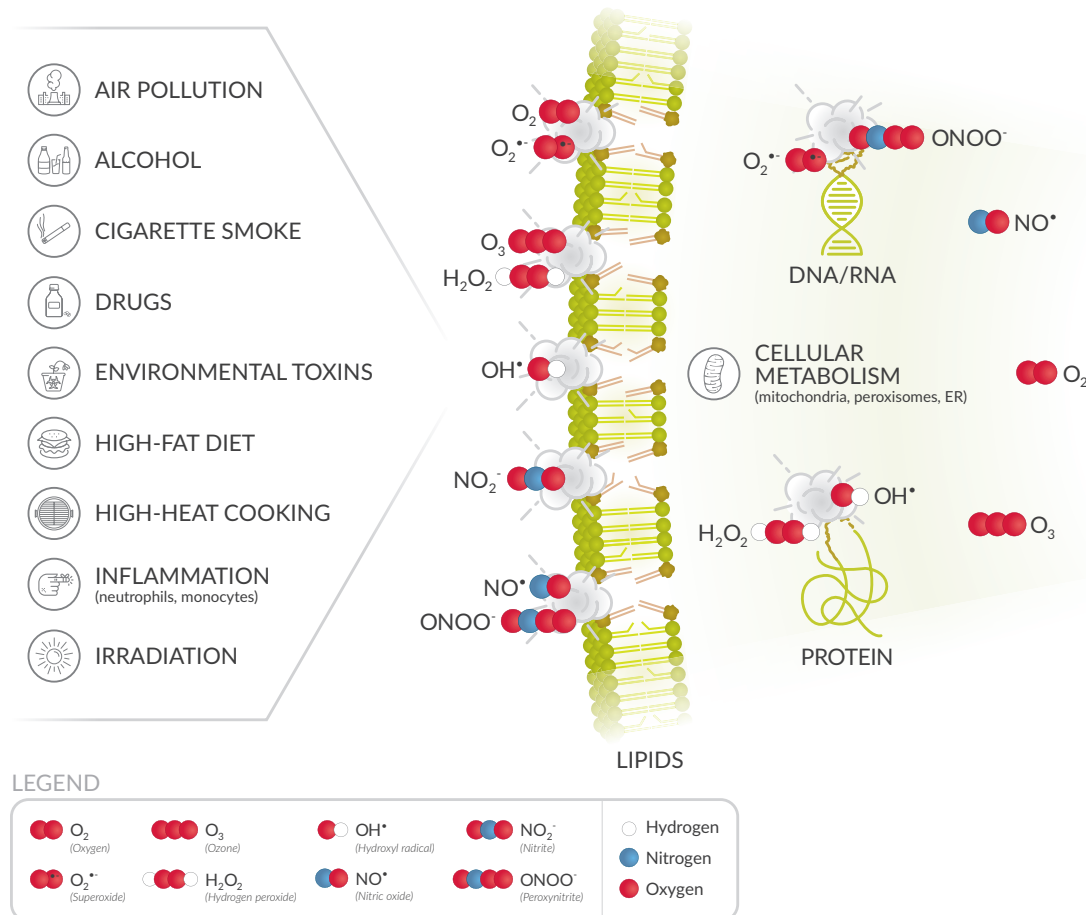 AIR POLLUTION
ALCOHOL
CIGARETTE SMOKE
DRUGS
ENVIRONMENTAL TOXINS
HIGH-FAT DIET
HIGH-HEAT COOKING
INFLAMMATION
(neutrophils, monocytes)
IRRADIATION
O₂
O₂•⁻
O₃
H₂O₂
OH•
NO₂⁻
NO•
ONOO⁻
LIPIDS
O₂•⁻
ONOO⁻
DNA/RNA
NO•
CELLULAR
METABOLISM
(mitochondria, peroxisomes, ER)
O₂
OH•
H₂O₂
O₃
PROTEIN
LEGEND
O₂
(Oxygen)
O₃
(Ozone)
OH•
(Hydroxyl radical)
NO₂⁻
(Nitrite)
O₂•⁻
(Superoxide)
H₂O₂
(Hydrogen peroxide)
NO•
(Nitric oxide)
ONOO⁻
(Peroxynitrite)
Hydrogen
Nitrogen
Oxygen